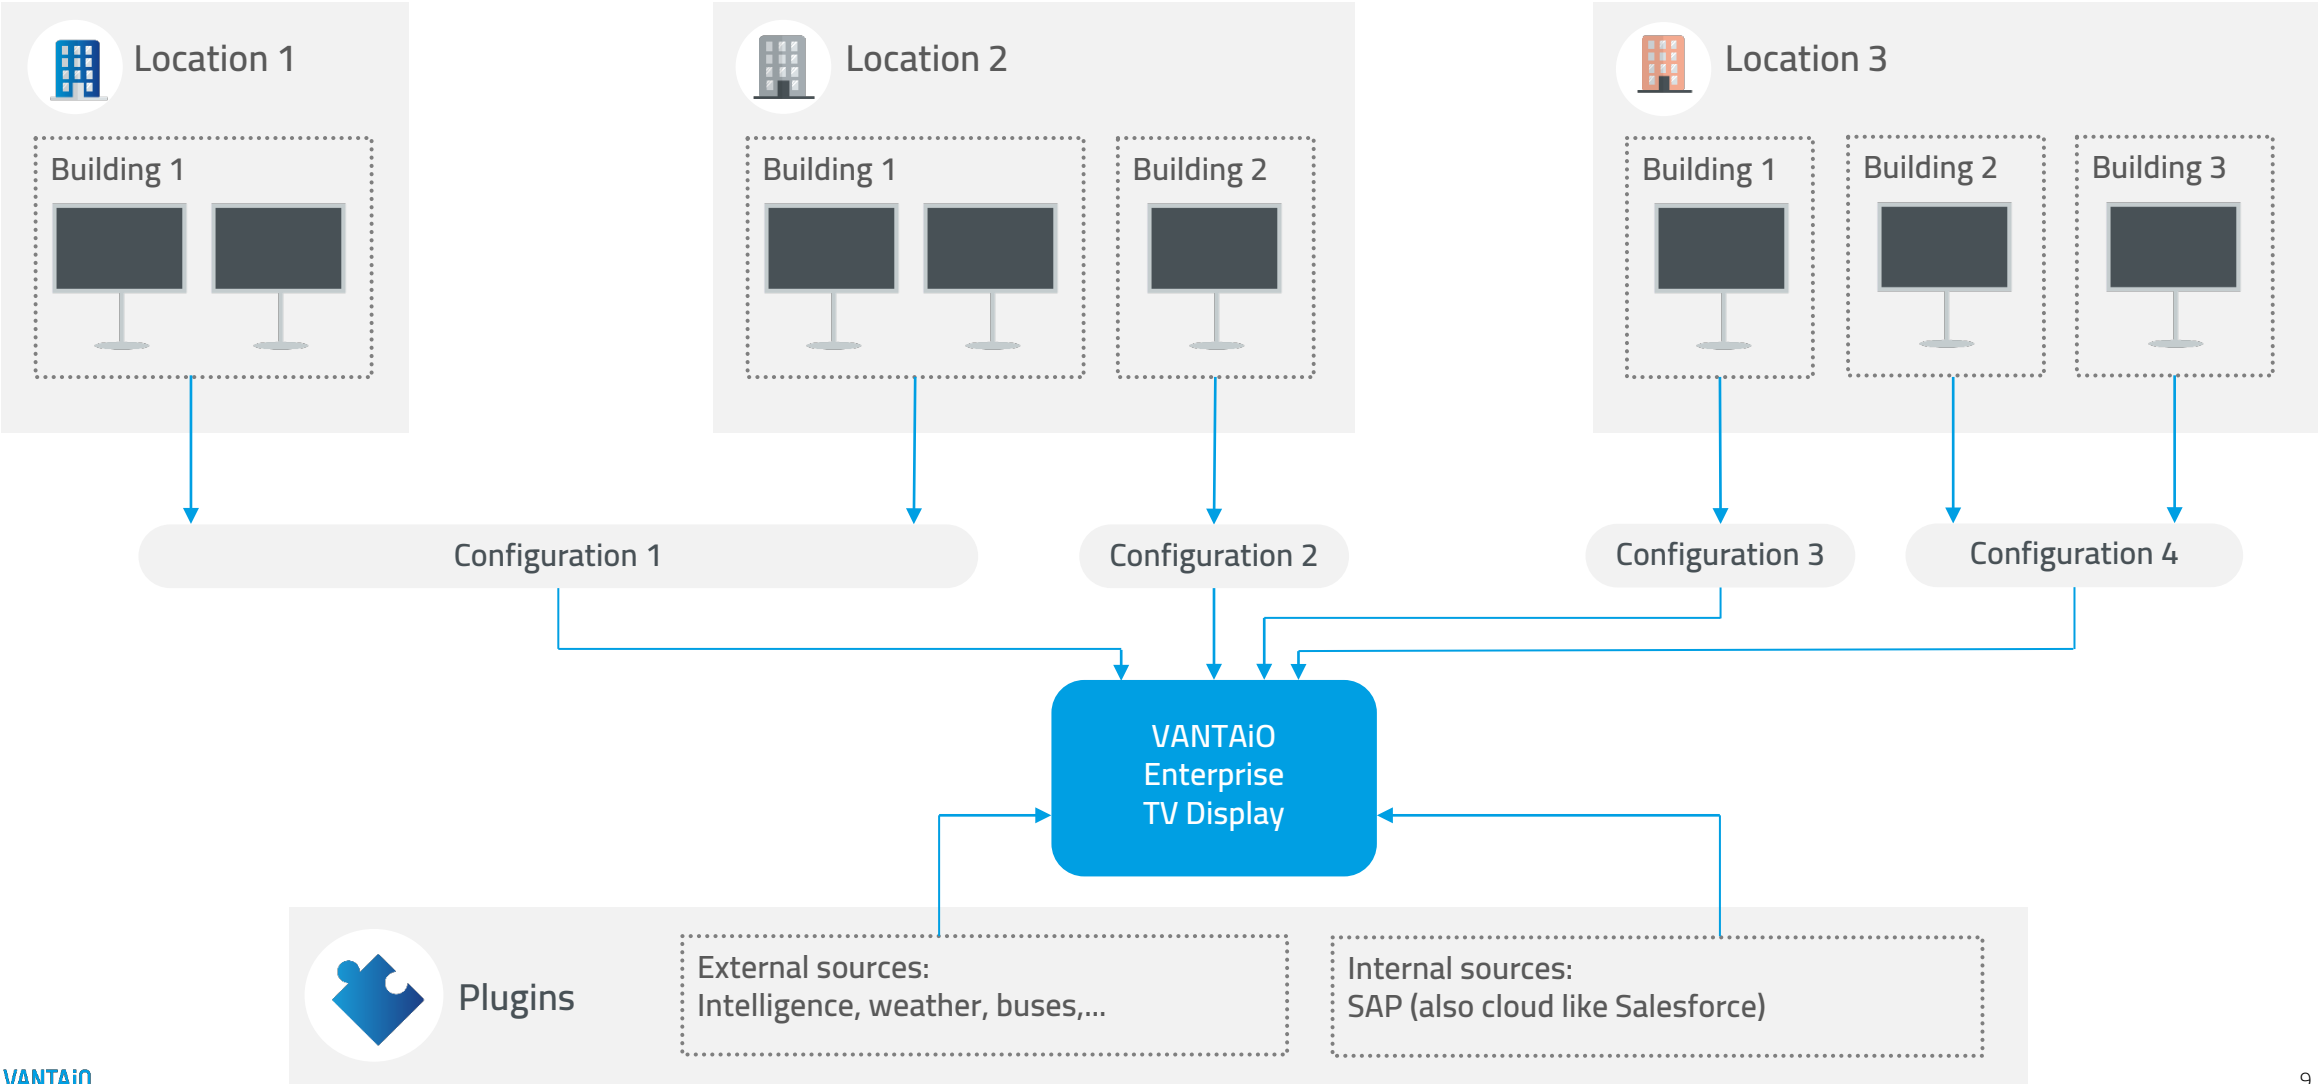 Location 1
Location 2
Location 3
Building 1
Building 1
Building 2
Building 1
Building 2
Building 3
Configuration 1
Configuration 2
Configuration 3
Configuration 4
VANTAiO
Enterprise
TV Display
Plugins
External sources:
Intelligence, weather, buses,...
Internal sources:
SAP (also cloud like Salesforce)
VANTAiO
9